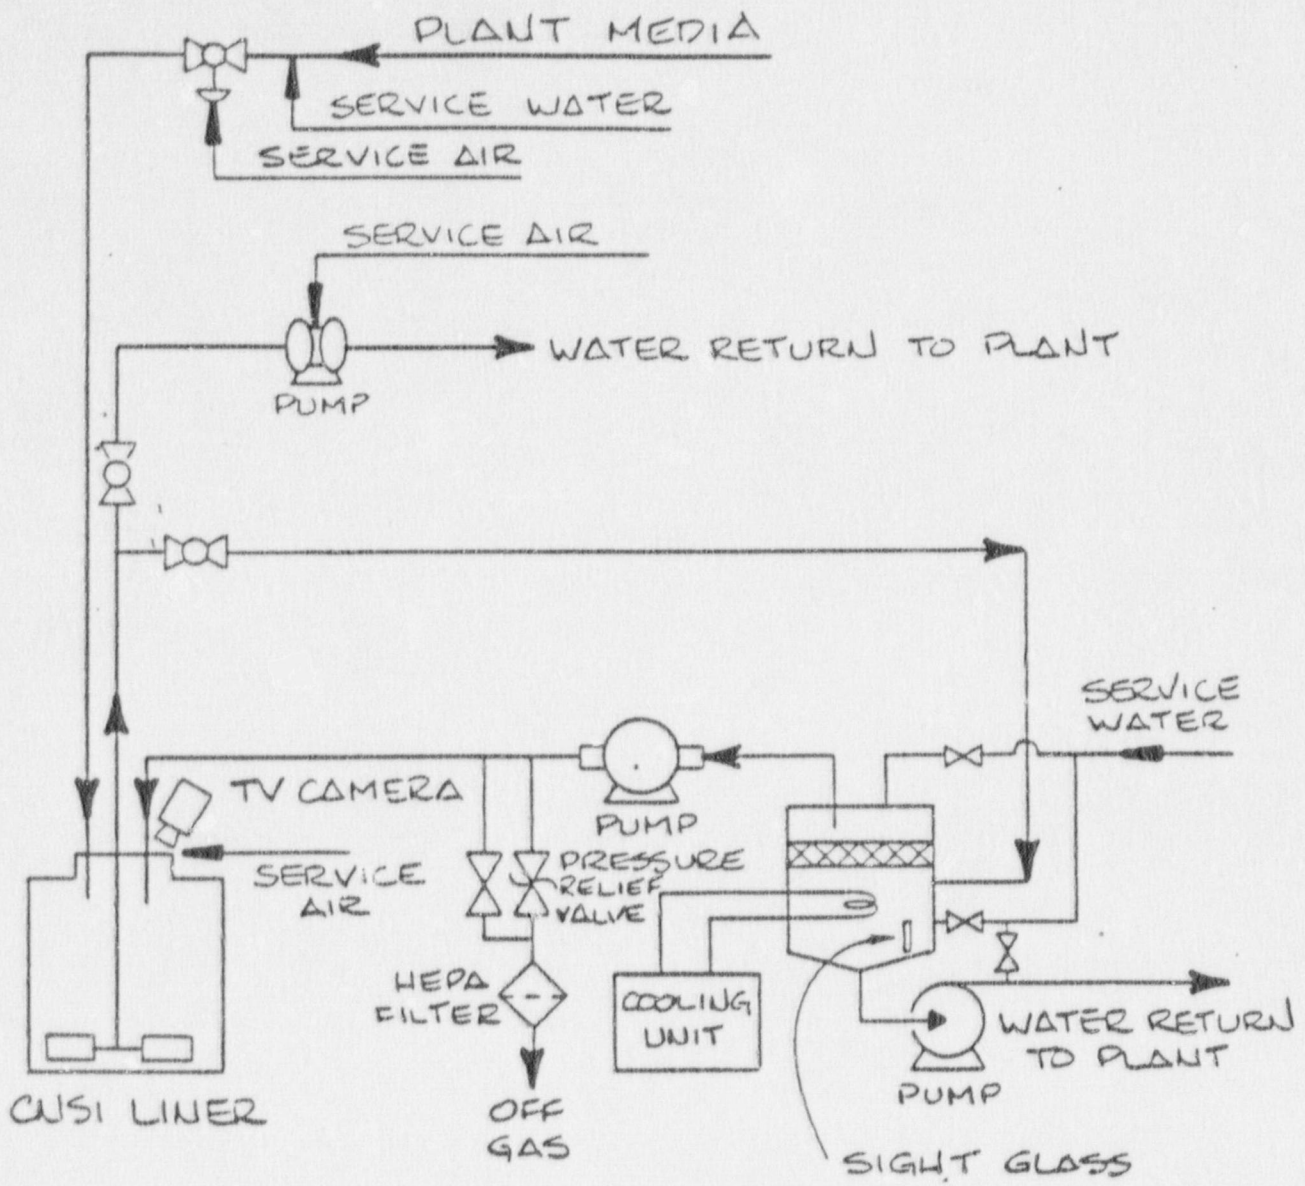 PLANT MEDIA
SERVICE WATER
SERVICE AIR
SERVICE AIR
WATER RETURN TO PLANT
PUMP
SERVICE
WATER
TV CAMERA
PUMP
PRESSURE
RELIEF
VALVE
SERVICE
AIR
HEPA
FILTER
COOLING
UNIT
WATER RETURN
TO PLANT
PUMP
CNSI LINER
OFF
GAS
SIGHT GLASS